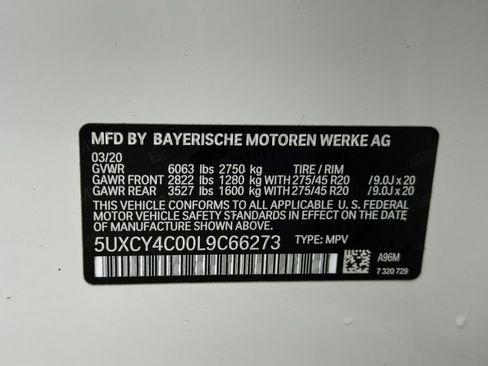 MFD BY BAYERISCHE MOTOREN WERKE AG
03/20
GVWR 6063 lbs 2750 kg TIRE / RIM
GAWR FRONT 2822 lbs 1280 kg WITH 275/45 R20 /9.0J x 20
GAWR REAR 3527 lbs 1600 kg WITH 275/45 R20 /9.0J x 20
THIS VEHICLE CONFORMS TO ALL APPLICABLE U. S. FEDERAL
MOTOR VEHICLE SAFETY STANDARDS IN EFFECT ON THE DATE
OF MANUFACTURE SHOWN ABOVE.
5UXCY4C00L9C66273 TYPE: MPV
A96M
7 320 729